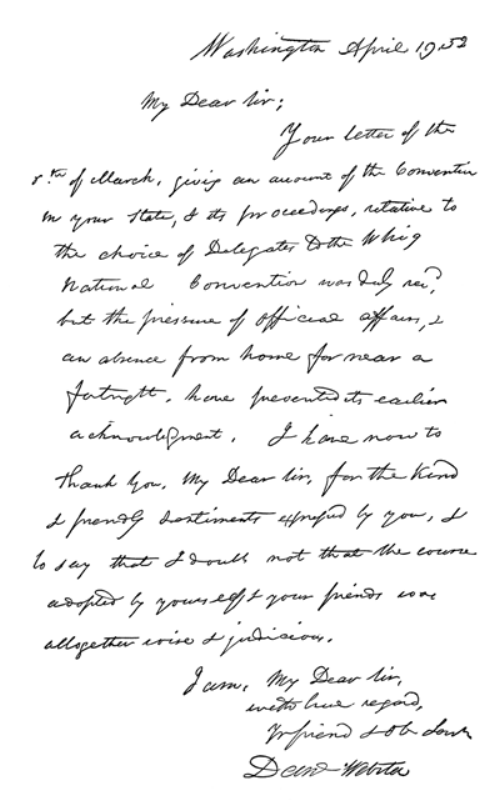 Washington April 19 52
My Dear Sir;
Your letter of the
8th of March, giving an account of the Convention
in your State, & its proceedings, relative to
the choice of Delegates to the Whig
National Convention was duly recd,
but the pressure of official affairs, &
an absence from home for near a
fortnight, have prevented its earlier
acknowledgment. I have now to
thank you, My Dear Sir, for the kind
& friendly sentiments expressed by you, &
to say that I doubt not that the course
adopted by yourself & your friends was
altogether wise & judicious.
I am, My Dear Sir,
with true regard,
Yr friend & Ob Servt
Danl Webster